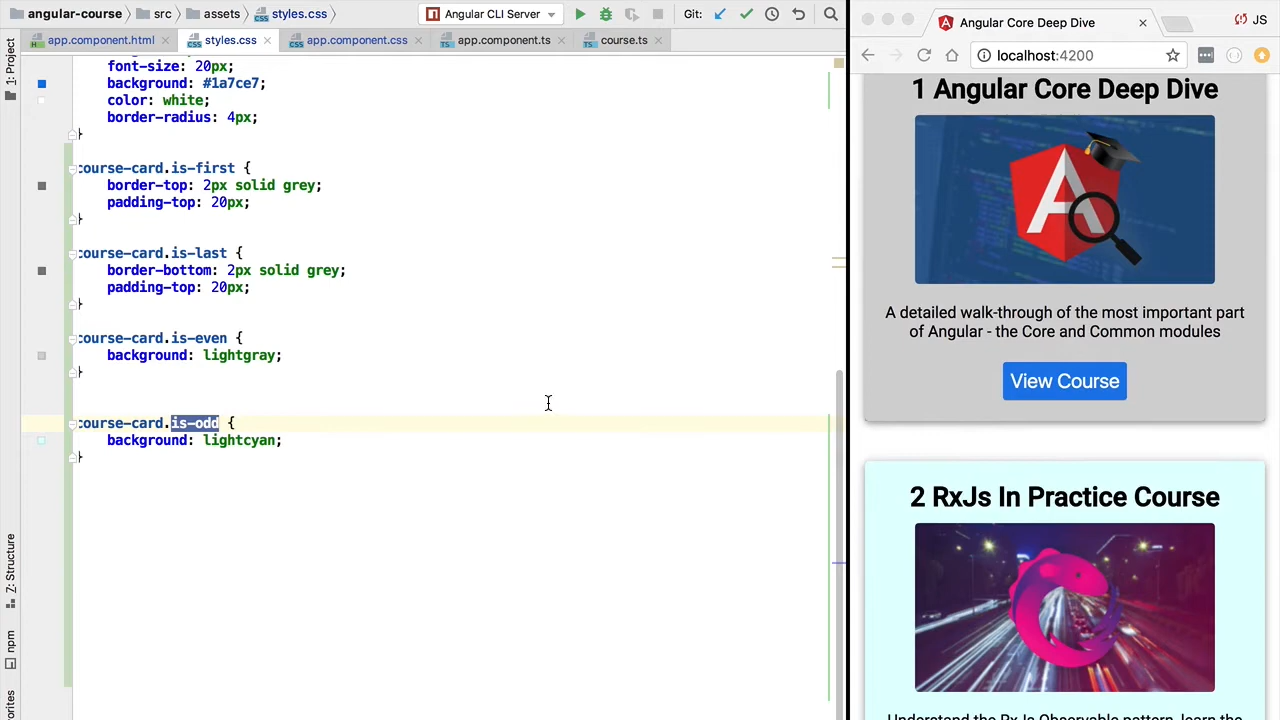 angular-course
src
assets
styles.css
Angular CLI Server
Git:
app.component.html
styles.css
app.component.css
app.component.ts
course.ts
1: Project
Z: Structure
npm
font-size: 20px;
background: #1a7ce7;
color: white;
border-radius: 4px;
}
course-card.is-first {
border-top: 2px solid grey;
padding-top: 20px;
}
course-card.is-last {
border-bottom: 2px solid grey;
padding-top: 20px;
}
course-card.is-even {
background: lightgray;
}
course-card.is-odd {
background: lightcyan;
}
Angular Core Deep Dive
JS
localhost:4200
1 Angular Core Deep Dive
A detailed walk-through of the most important part
of Angular - the Core and Common modules
View Course
2 RxJs In Practice Course